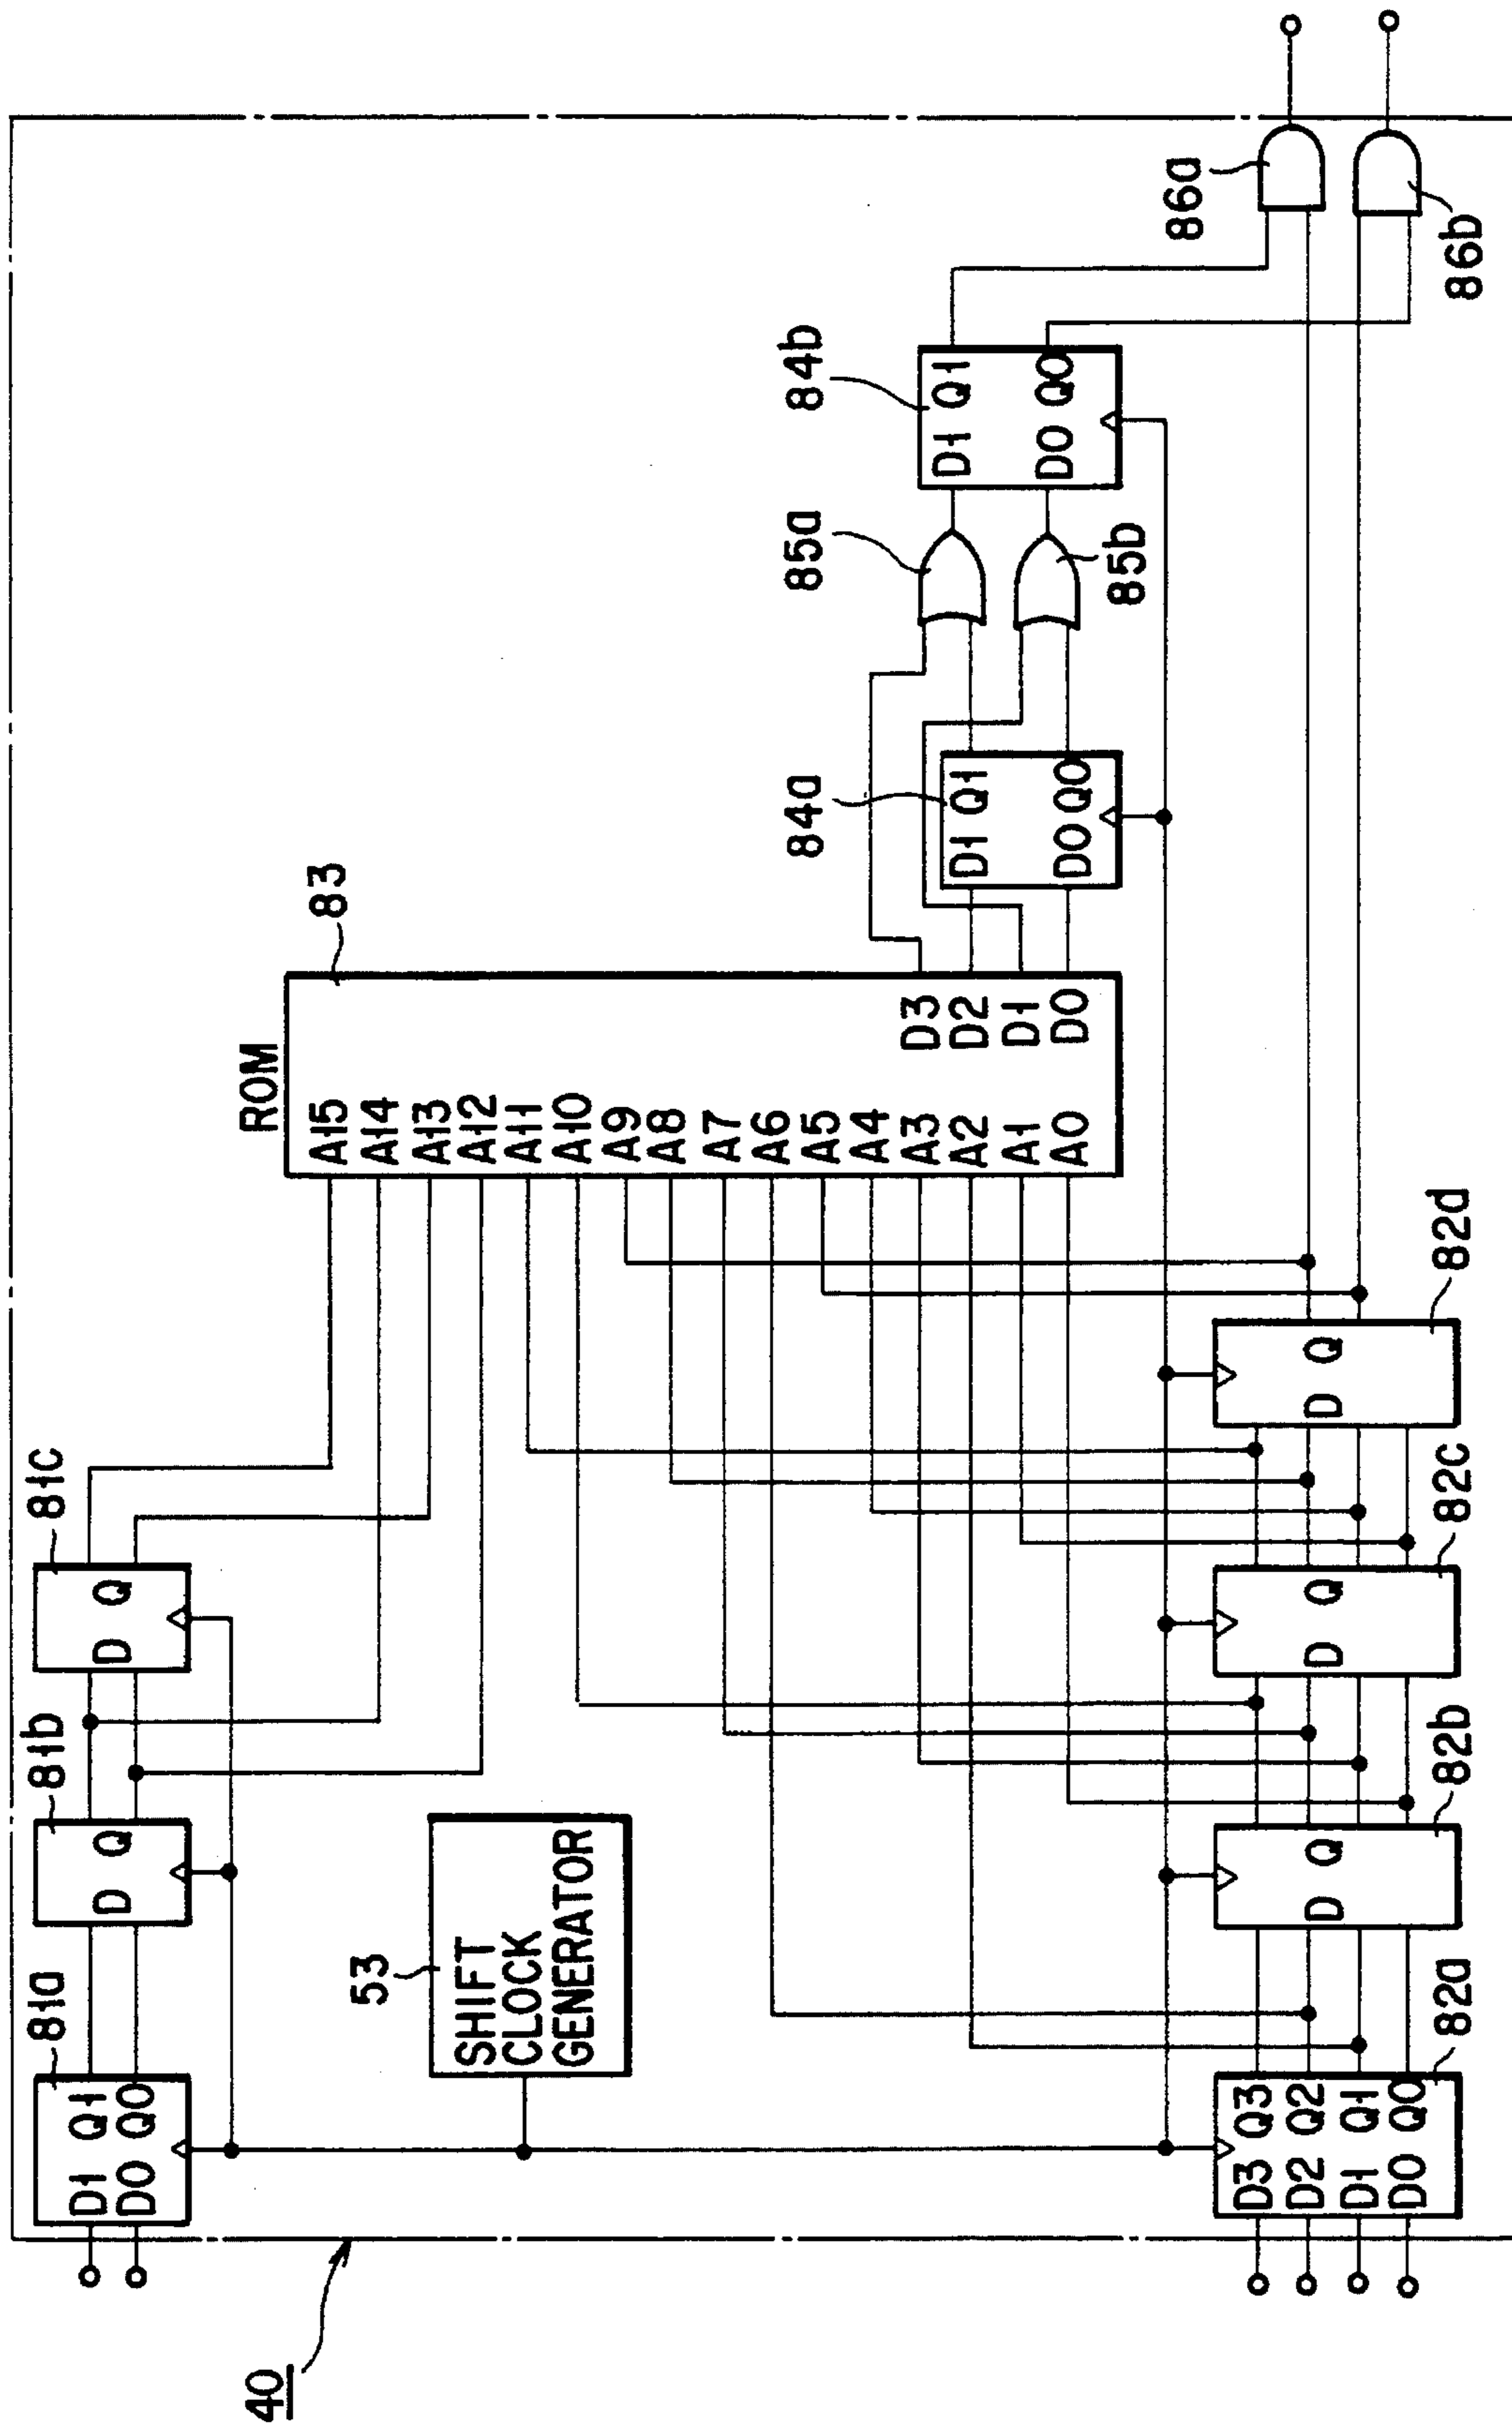 40
81a
D1 Q1
D0 Q0
81b
D Q
81c
D Q
53
SHIFT
CLOCK
GENERATOR
ROM
83
A15
A14
A13
A12
A11
A10
A9
A8
A7
A6
A5
A4
A3
A2
A1
A0
D3
D2
D1
D0
84a
D1 Q1
D0 Q0
85a
85b
84b
D1 Q1
D0 Q0
86a
86b
D3 Q3
D2 Q2
D1 Q1
D0 Q0
82a
D Q
82b
D Q
82c
D Q
82d